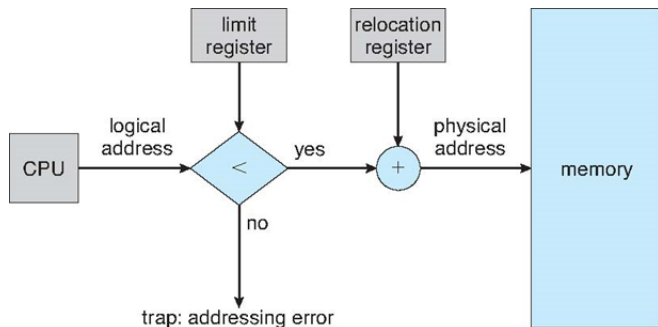 limit
register
relocation
register
logical
address
CPU
<
yes
+
physical
address
memory
no
trap: addressing error